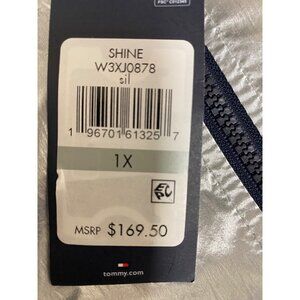 SHINE
W3XJ0878
sil
1 96701 61325 7
1X
MSRP $169.50
tommy.com